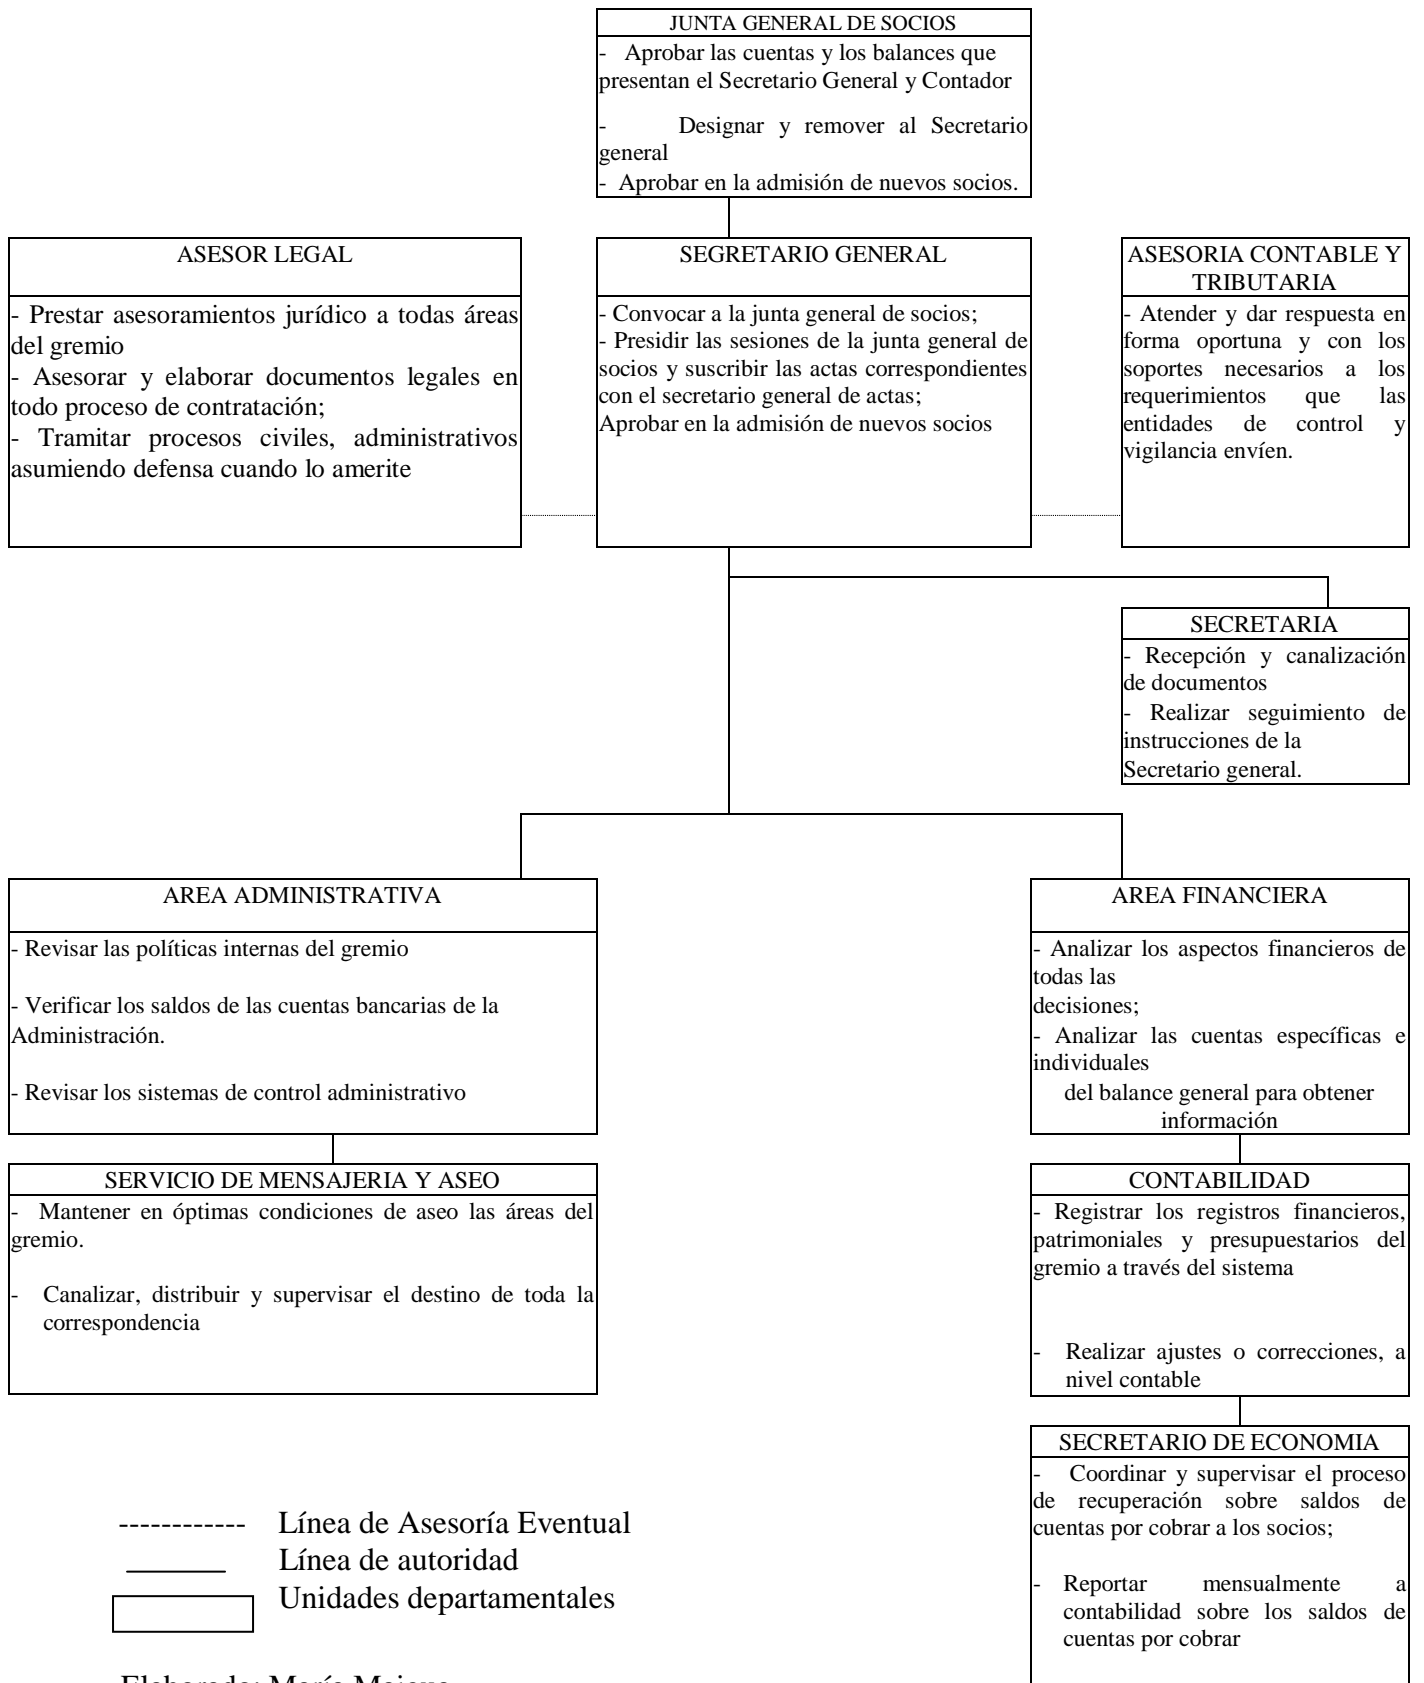 JUNTA GENERAL DE SOCIOS
- Aprobar las cuentas y los balances que
presentan el Secretario General y Contador
- Designar y remover al Secretario
general
- Aprobar en la admisión de nuevos socios.
ASESOR LEGAL
- Prestar asesoramientos jurídico a todas áreas
del gremio
- Asesorar y elaborar documentos legales en
todo proceso de contratación;
- Tramitar procesos civiles, administrativos
asumiendo defensa cuando lo amerite
SEGRETARIO GENERAL
- Convocar a la junta general de socios;
- Presidir las sesiones de la junta general de
socios y suscribir las actas correspondientes
con el secretario general de actas;
Aprobar en la admisión de nuevos socios
ASESORIA CONTABLE Y
TRIBUTARIA
- Atender y dar respuesta en
forma oportuna y con los
soportes necesarios a los
requerimientos que las
entidades de control y
vigilancia envíen.
SECRETARIA
- Recepción y canalización
de documentos
- Realizar seguimiento de
instrucciones de la
Secretario general.
AREA ADMINISTRATIVA
- Revisar las políticas internas del gremio
- Verificar los saldos de las cuentas bancarias de la
Administración.
- Revisar los sistemas de control administrativo
AREA FINANCIERA
- Analizar los aspectos financieros de
todas las
decisiones;
- Analizar las cuentas específicas e
individuales
del balance general para obtener
información
SERVICIO DE MENSAJERIA Y ASEO
- Mantener en óptimas condiciones de aseo las áreas del
gremio.
- Canalizar, distribuir y supervisar el destino de toda la
correspondencia
CONTABILIDAD
- Registrar los registros financieros,
patrimoniales y presupuestarios del
gremio a través del sistema
- Realizar ajustes o correcciones, a
nivel contable
SECRETARIO DE ECONOMIA
- Coordinar y supervisar el proceso
de recuperación sobre saldos de
cuentas por cobrar a los socios;
- Reportar mensualmente a
contabilidad sobre los saldos de
cuentas por cobrar
------------ Línea de Asesoría Eventual
Línea de autoridad
Unidades departamentales
María